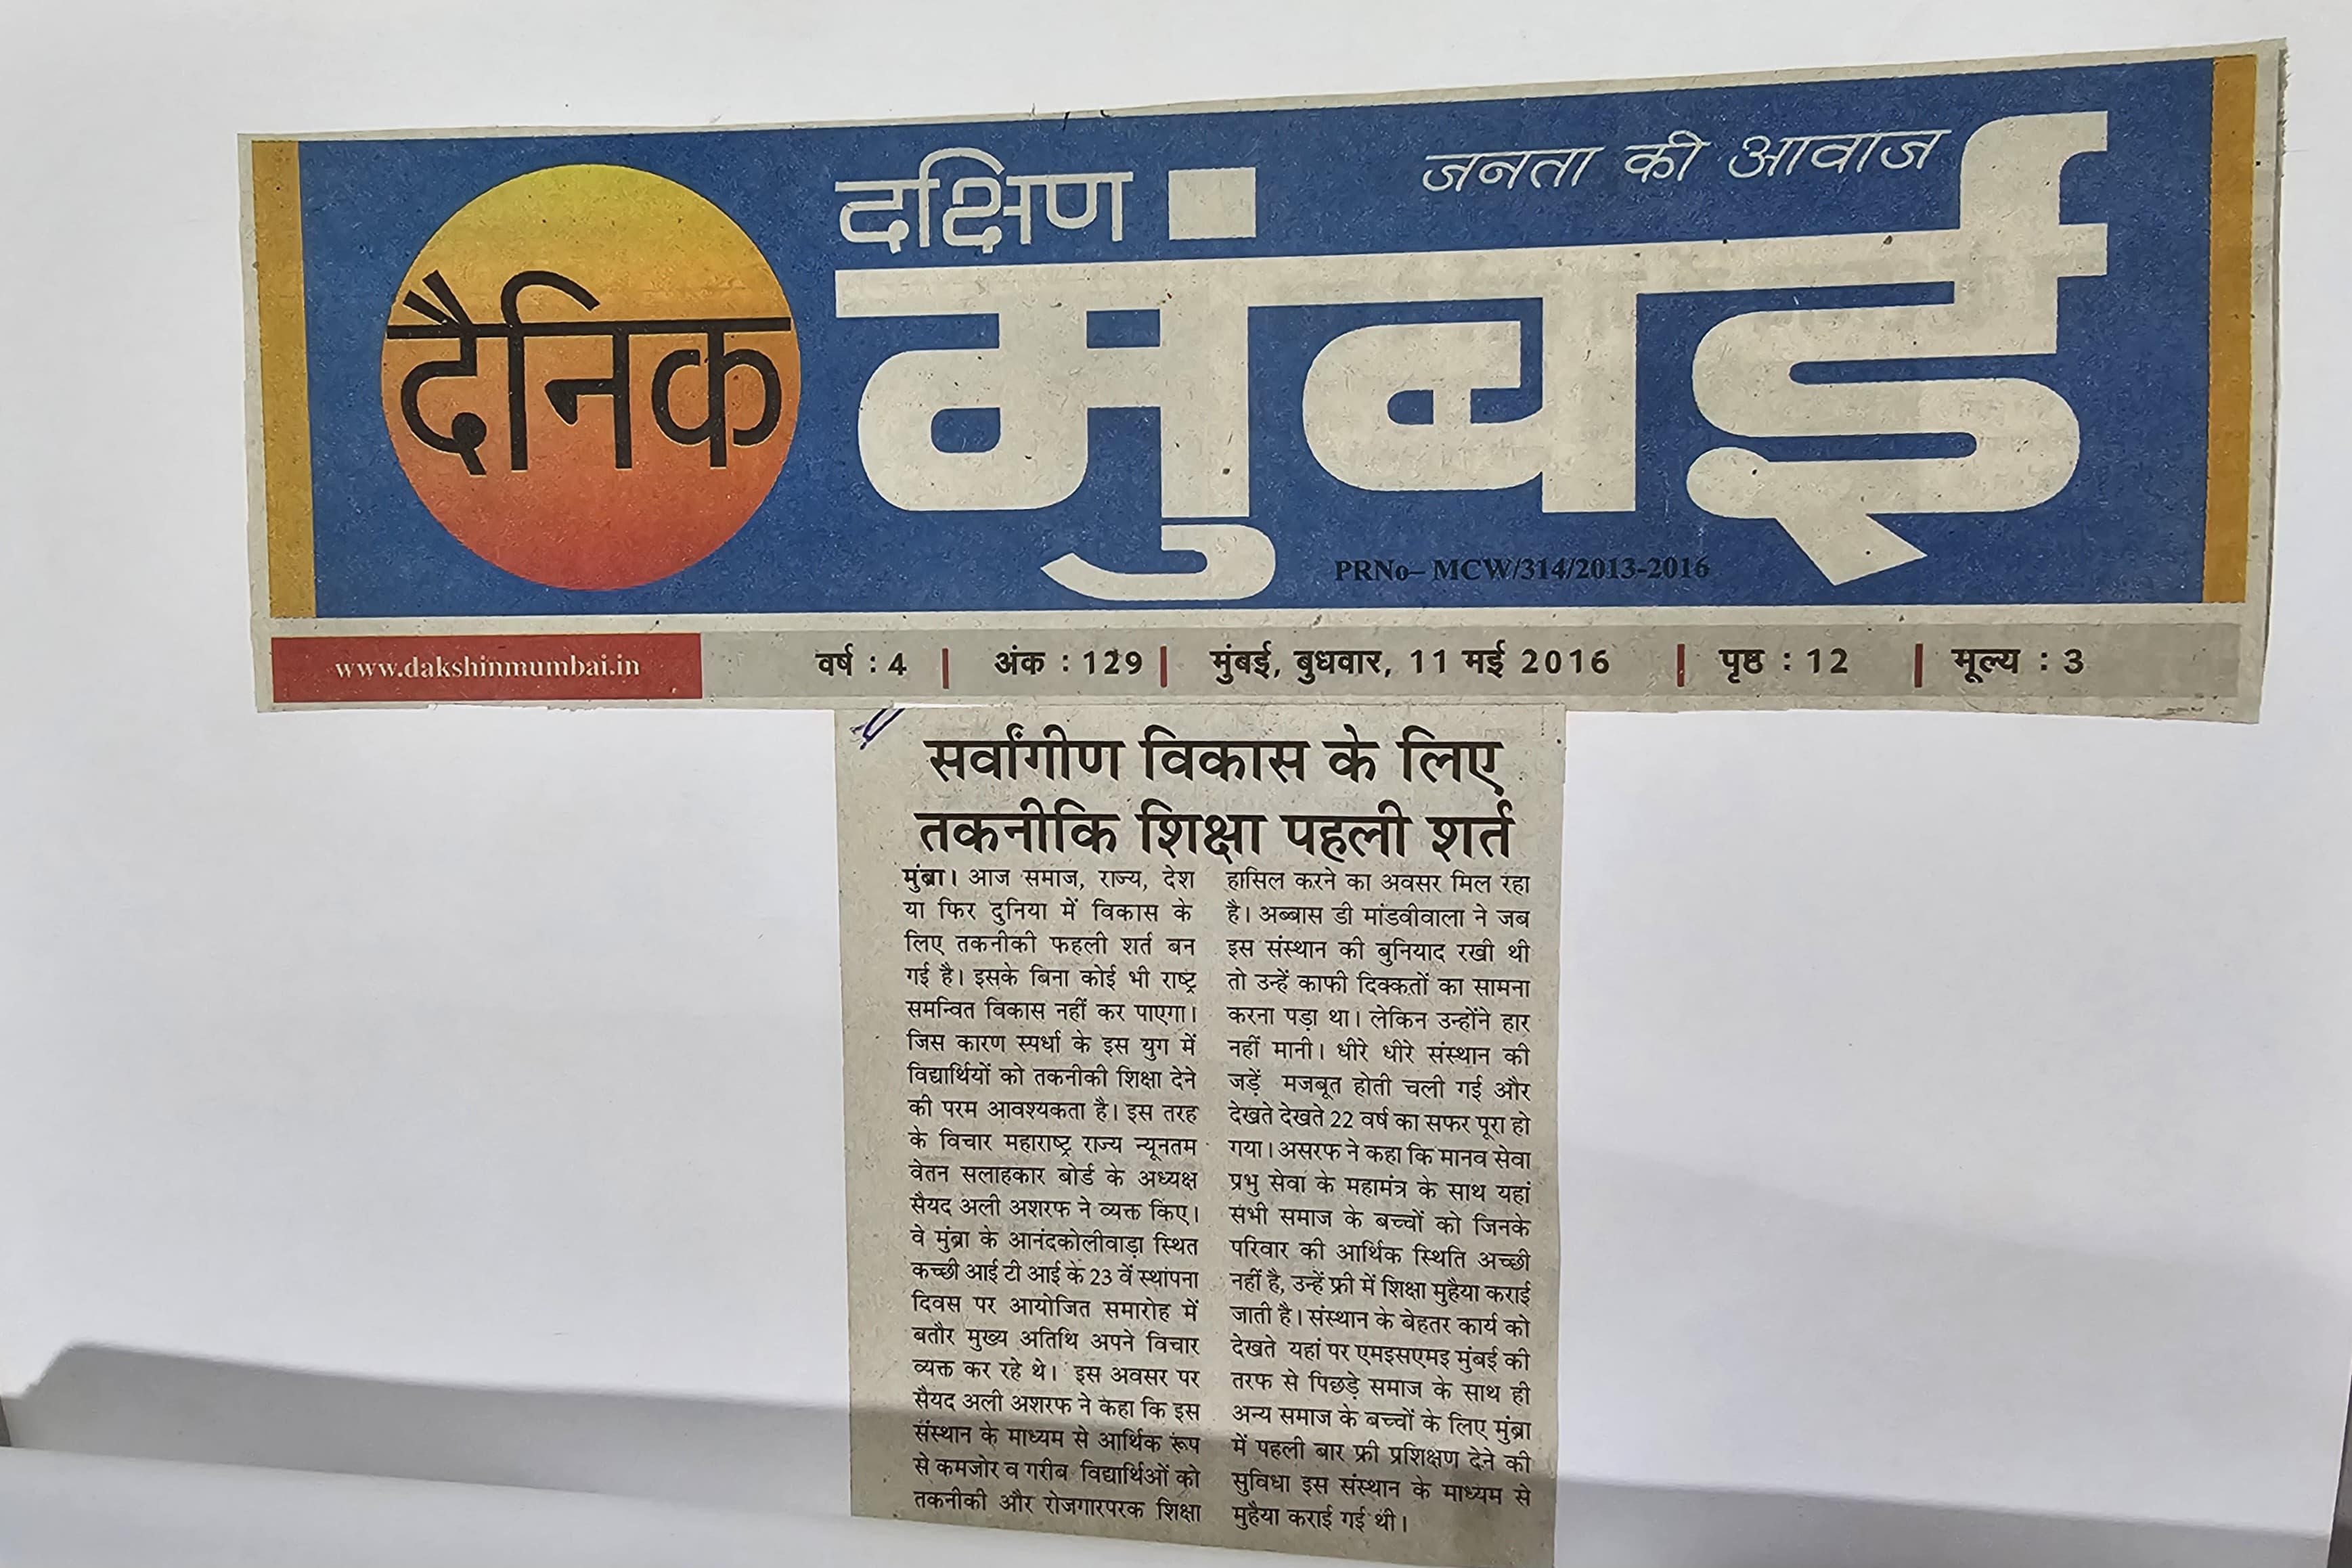 दैनिक
दक्षिण
जनता की आवाज
मुंबई
PRNo– MCW/314/2013-2016
www.dakshinmumbai.in
वर्ष : 4 | अंक : 129 | मुंबई, बुधवार, 11 मई 2016 | पृष्ठ : 12 | मूल्य : 3
सर्वांगीण विकास के लिए
तकनीकि शिक्षा पहली शर्त
मुंब्रा। आज समाज, राज्य, देश
या फिर दुनिया में विकास के
लिए तकनीकी फहली शर्त बन
गई है। इसके बिना कोई भी राष्ट्र
समन्वित विकास नहीं कर पाएगा।
जिस कारण स्पर्धा के इस युग में
विद्यार्थियों को तकनीकी शिक्षा देने
की परम आवश्यकता है। इस तरह
के विचार महाराष्ट्र राज्य न्यूनतम
वेतन सलाहकार बोर्ड के अध्यक्ष
सैयद अली अशरफ ने व्यक्त किए।
वे मुंब्रा के आनंदकोलीवाड़ा स्थित
कच्छी आई टी आई के 23 वें स्थांपना
दिवस पर आयोजित समारोह में
बतौर मुख्य अतिथि अपने विचार
व्यक्त कर रहे थे। इस अवसर पर
सैयद अली अशरफ ने कहा कि इस
संस्थान के माध्यम से आर्थिक रूप
से कमजोर व गरीब विद्यार्थिओं को
तकनीकी और रोजगारपरक शिक्षा
हासिल करने का अवसर मिल रहा
है। अब्बास डी मांडवीवाला ने जब
इस संस्थान की बुनियाद रखी थी
तो उन्हें काफी दिक्कतों का सामना
करना पड़ा था। लेकिन उन्होंने हार
नहीं मानी। धीरे धीरे संस्थान की
जड़ें मजबूत होती चली गई और
देखते देखते 22 वर्ष का सफर पूरा हो
गया। असरफ ने कहा कि मानव सेवा
प्रभु सेवा के महामंत्र के साथ यहां
सभी समाज के बच्चों को जिनके
परिवार की आर्थिक स्थिति अच्छी
नहीं है, उन्हें फ्री में शिक्षा मुहैया कराई
जाती है। संस्थान के बेहतर कार्य को
देखते यहां पर एमइसएमइ मुंबई की
तरफ से पिछड़े समाज के साथ ही
अन्य समाज के बच्चों के लिए मुंब्रा
में पहली बार फ्री प्रशिक्षण देने की
सुविधा इस संस्थान के माध्यम से
मुहैया कराई गई थी।